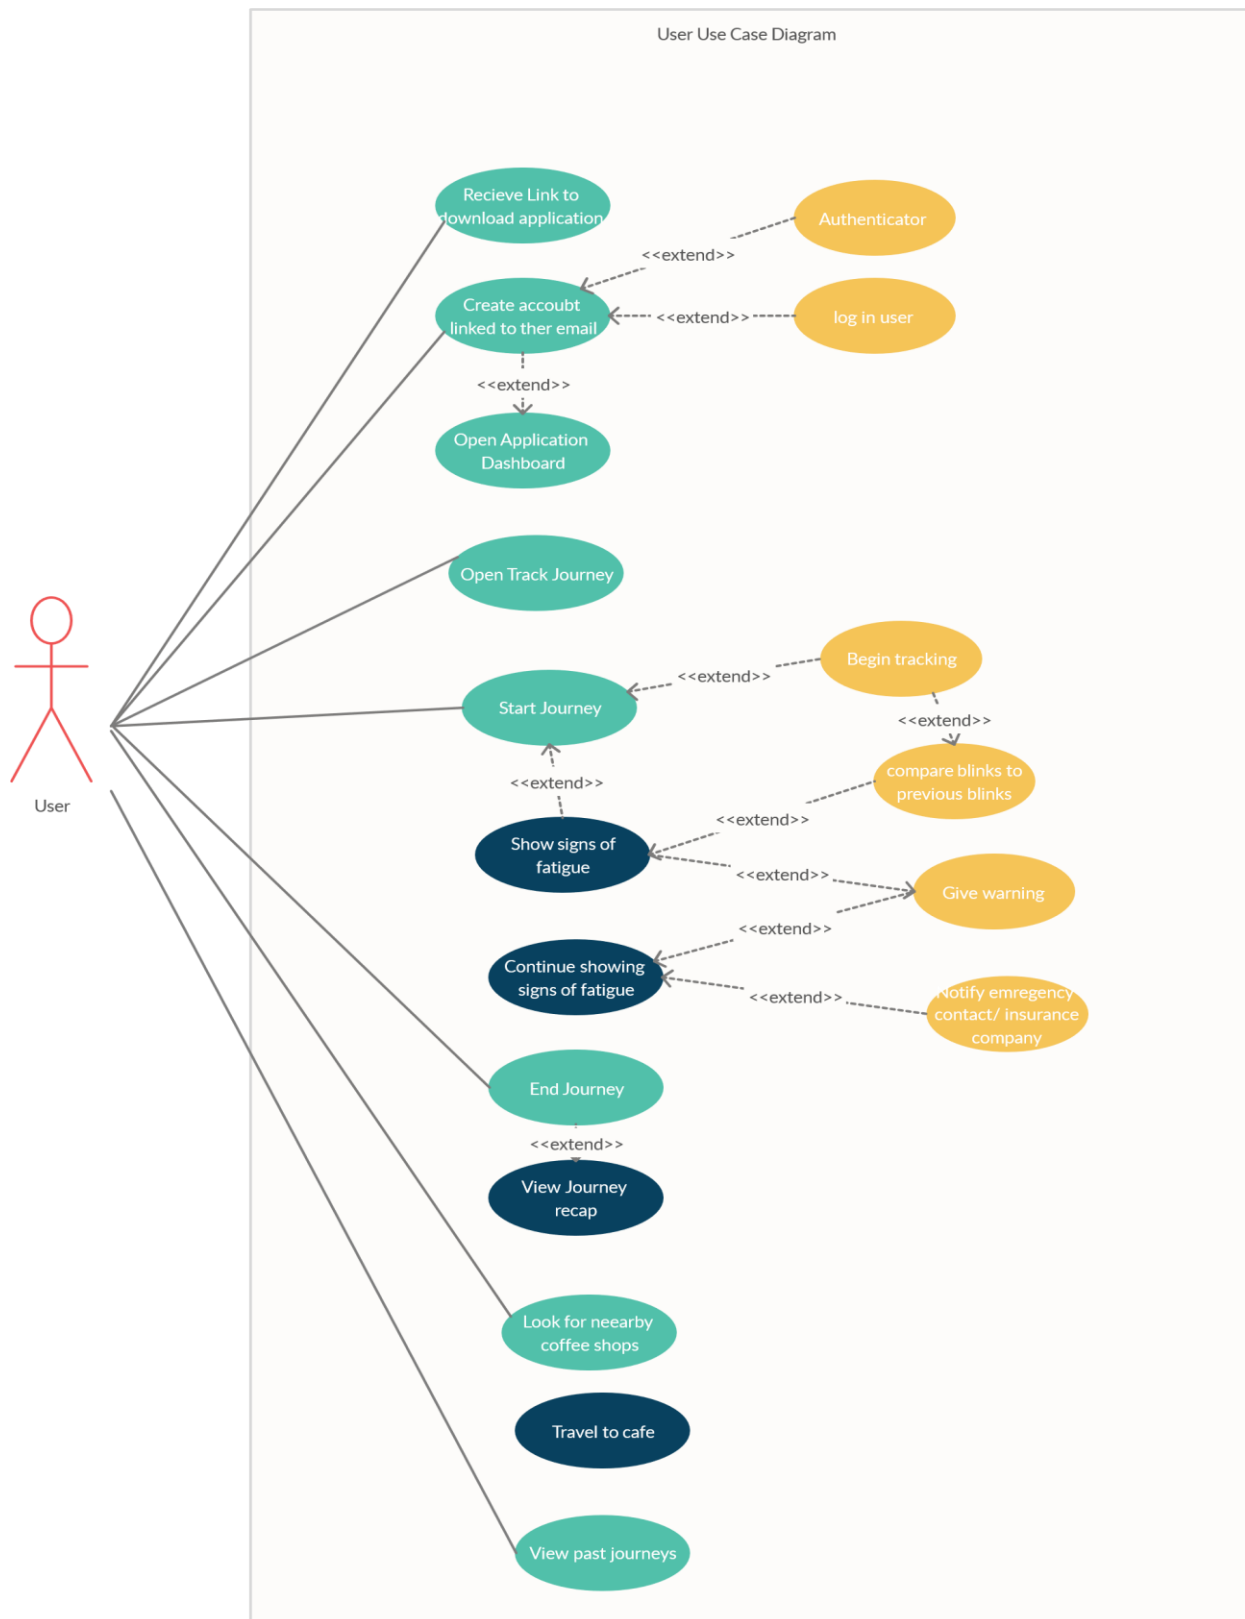 User Use Case Diagram
Recieve Link to
download application
Authenticator
<<extend>>
Create accoubt
linked to ther email
<<extend>>
log in user
<<extend>>
Open Application
Dashboard
Open Track Journey
Begin tracking
<<extend>>
Start Journey
<<extend>>
compare blinks to
previous blinks
<<extend>>
<<extend>>
User
Show signs of
fatigue
<<extend>>
Give warning
<<extend>>
Continue showing
signs of fatigue
<<extend>>
Notify emregency
contact/ insurance
company
End Journey
<<extend>>
View Journey
recap
Look for neearby
coffee shops
Travel to cafe
View past journeys